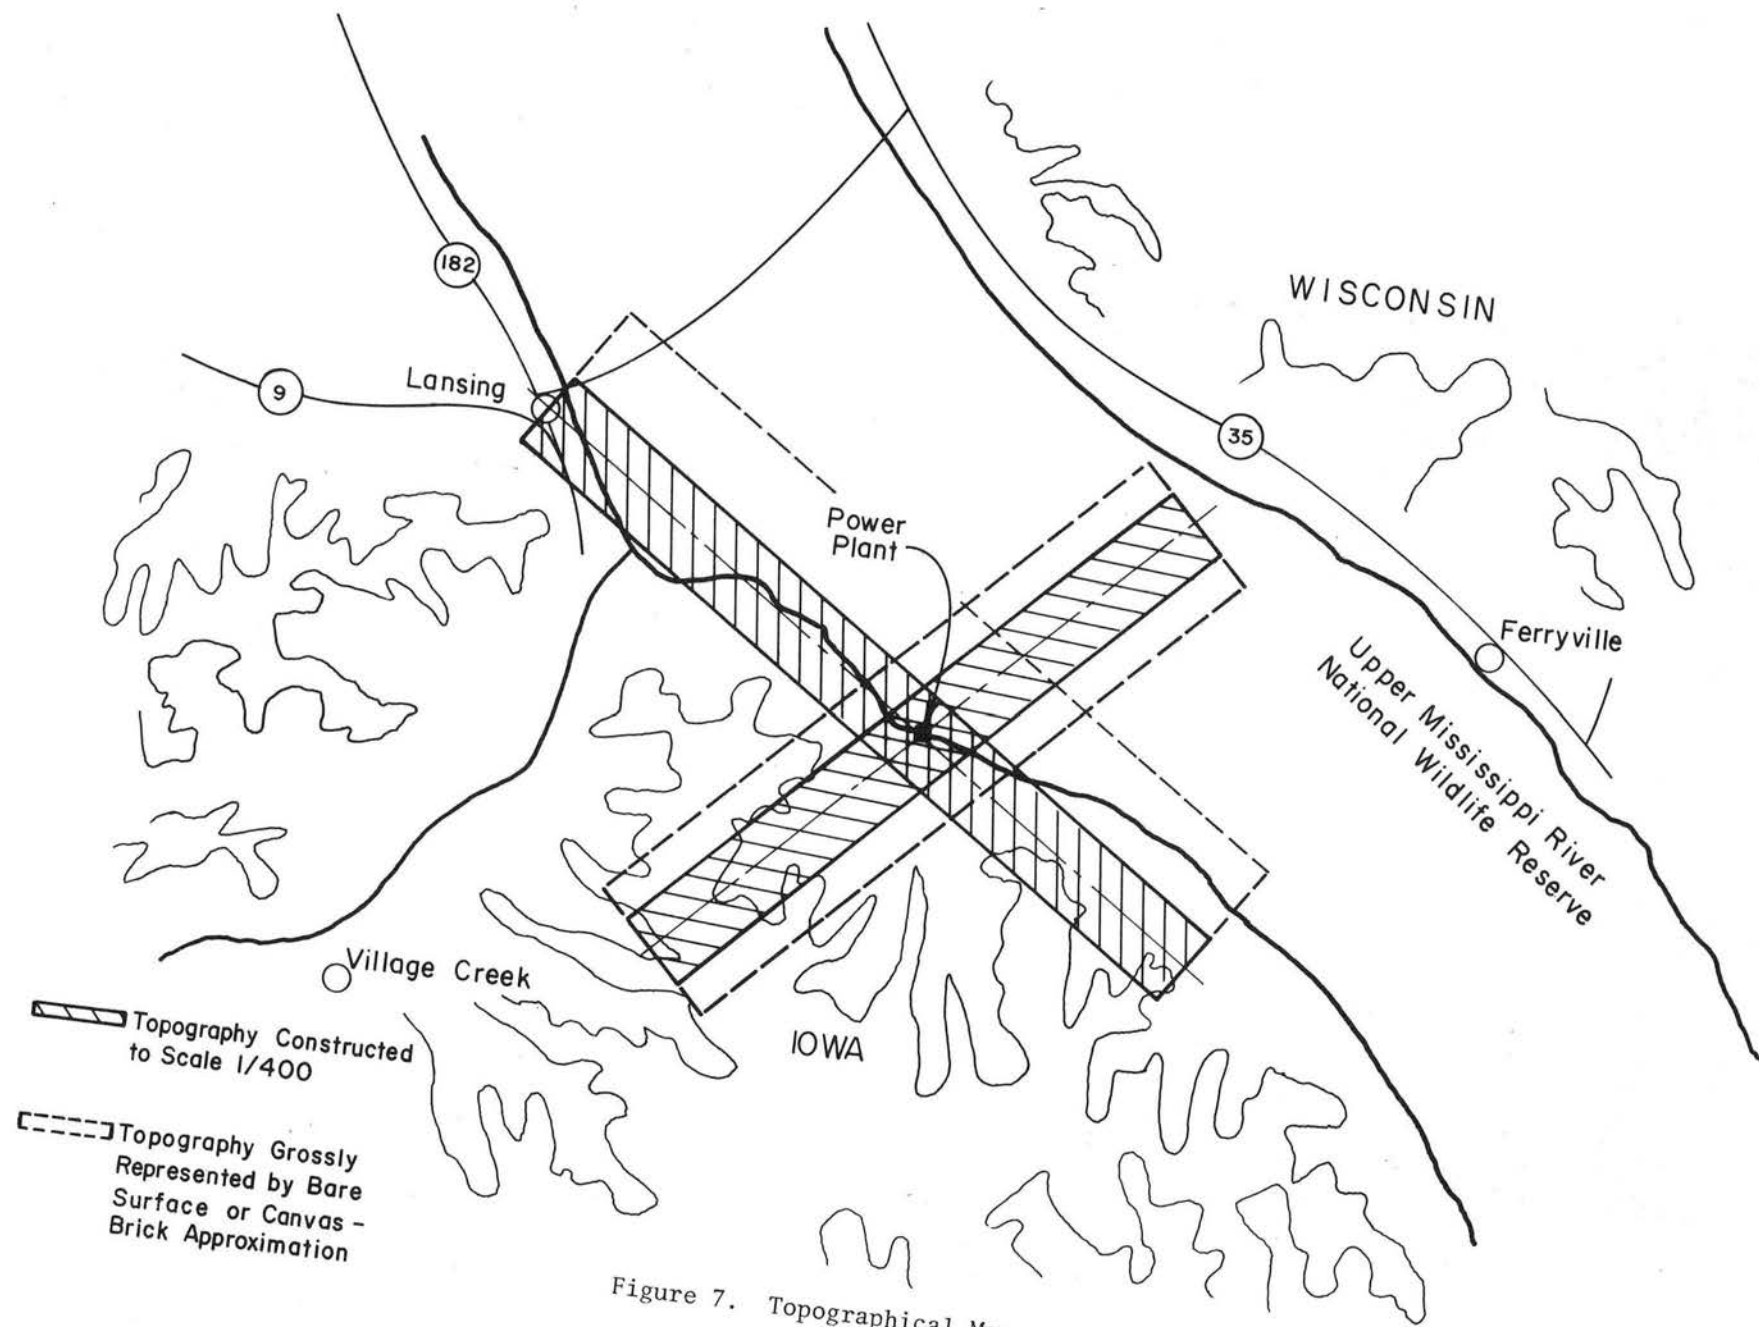 182
WISCONSIN
9
Lansing
35
Power
Plant
Ferryville
Upper Mississippi River
National Wildlife Reserve
Village Creek
IOWA
Topography Constructed
to Scale 1/400
Topography Grossly
Represented by Bare
Surface or Canvas -
Brick Approximation
Figure 7. Topographical